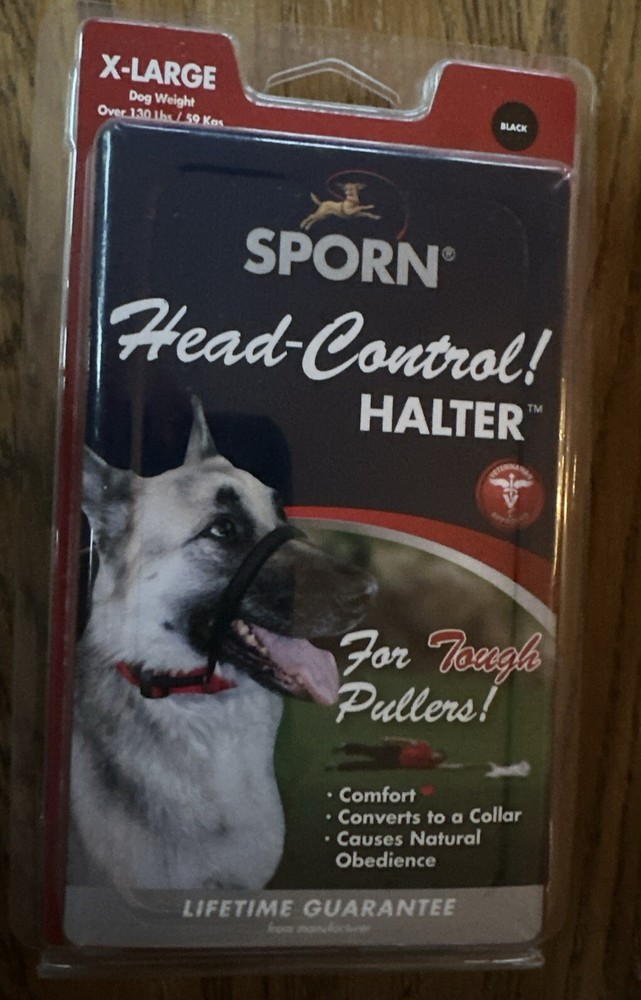 X-LARGE
Dog Weight
Over 130 Lbs / 59 Kgs
BLACK
SPORN®
Head-Control!
HALTER™
For Tough
Pullers!
· Comfort
· Converts to a Collar
· Causes Natural
Obedience
LIFETIME GUARANTEE
from manufacturer